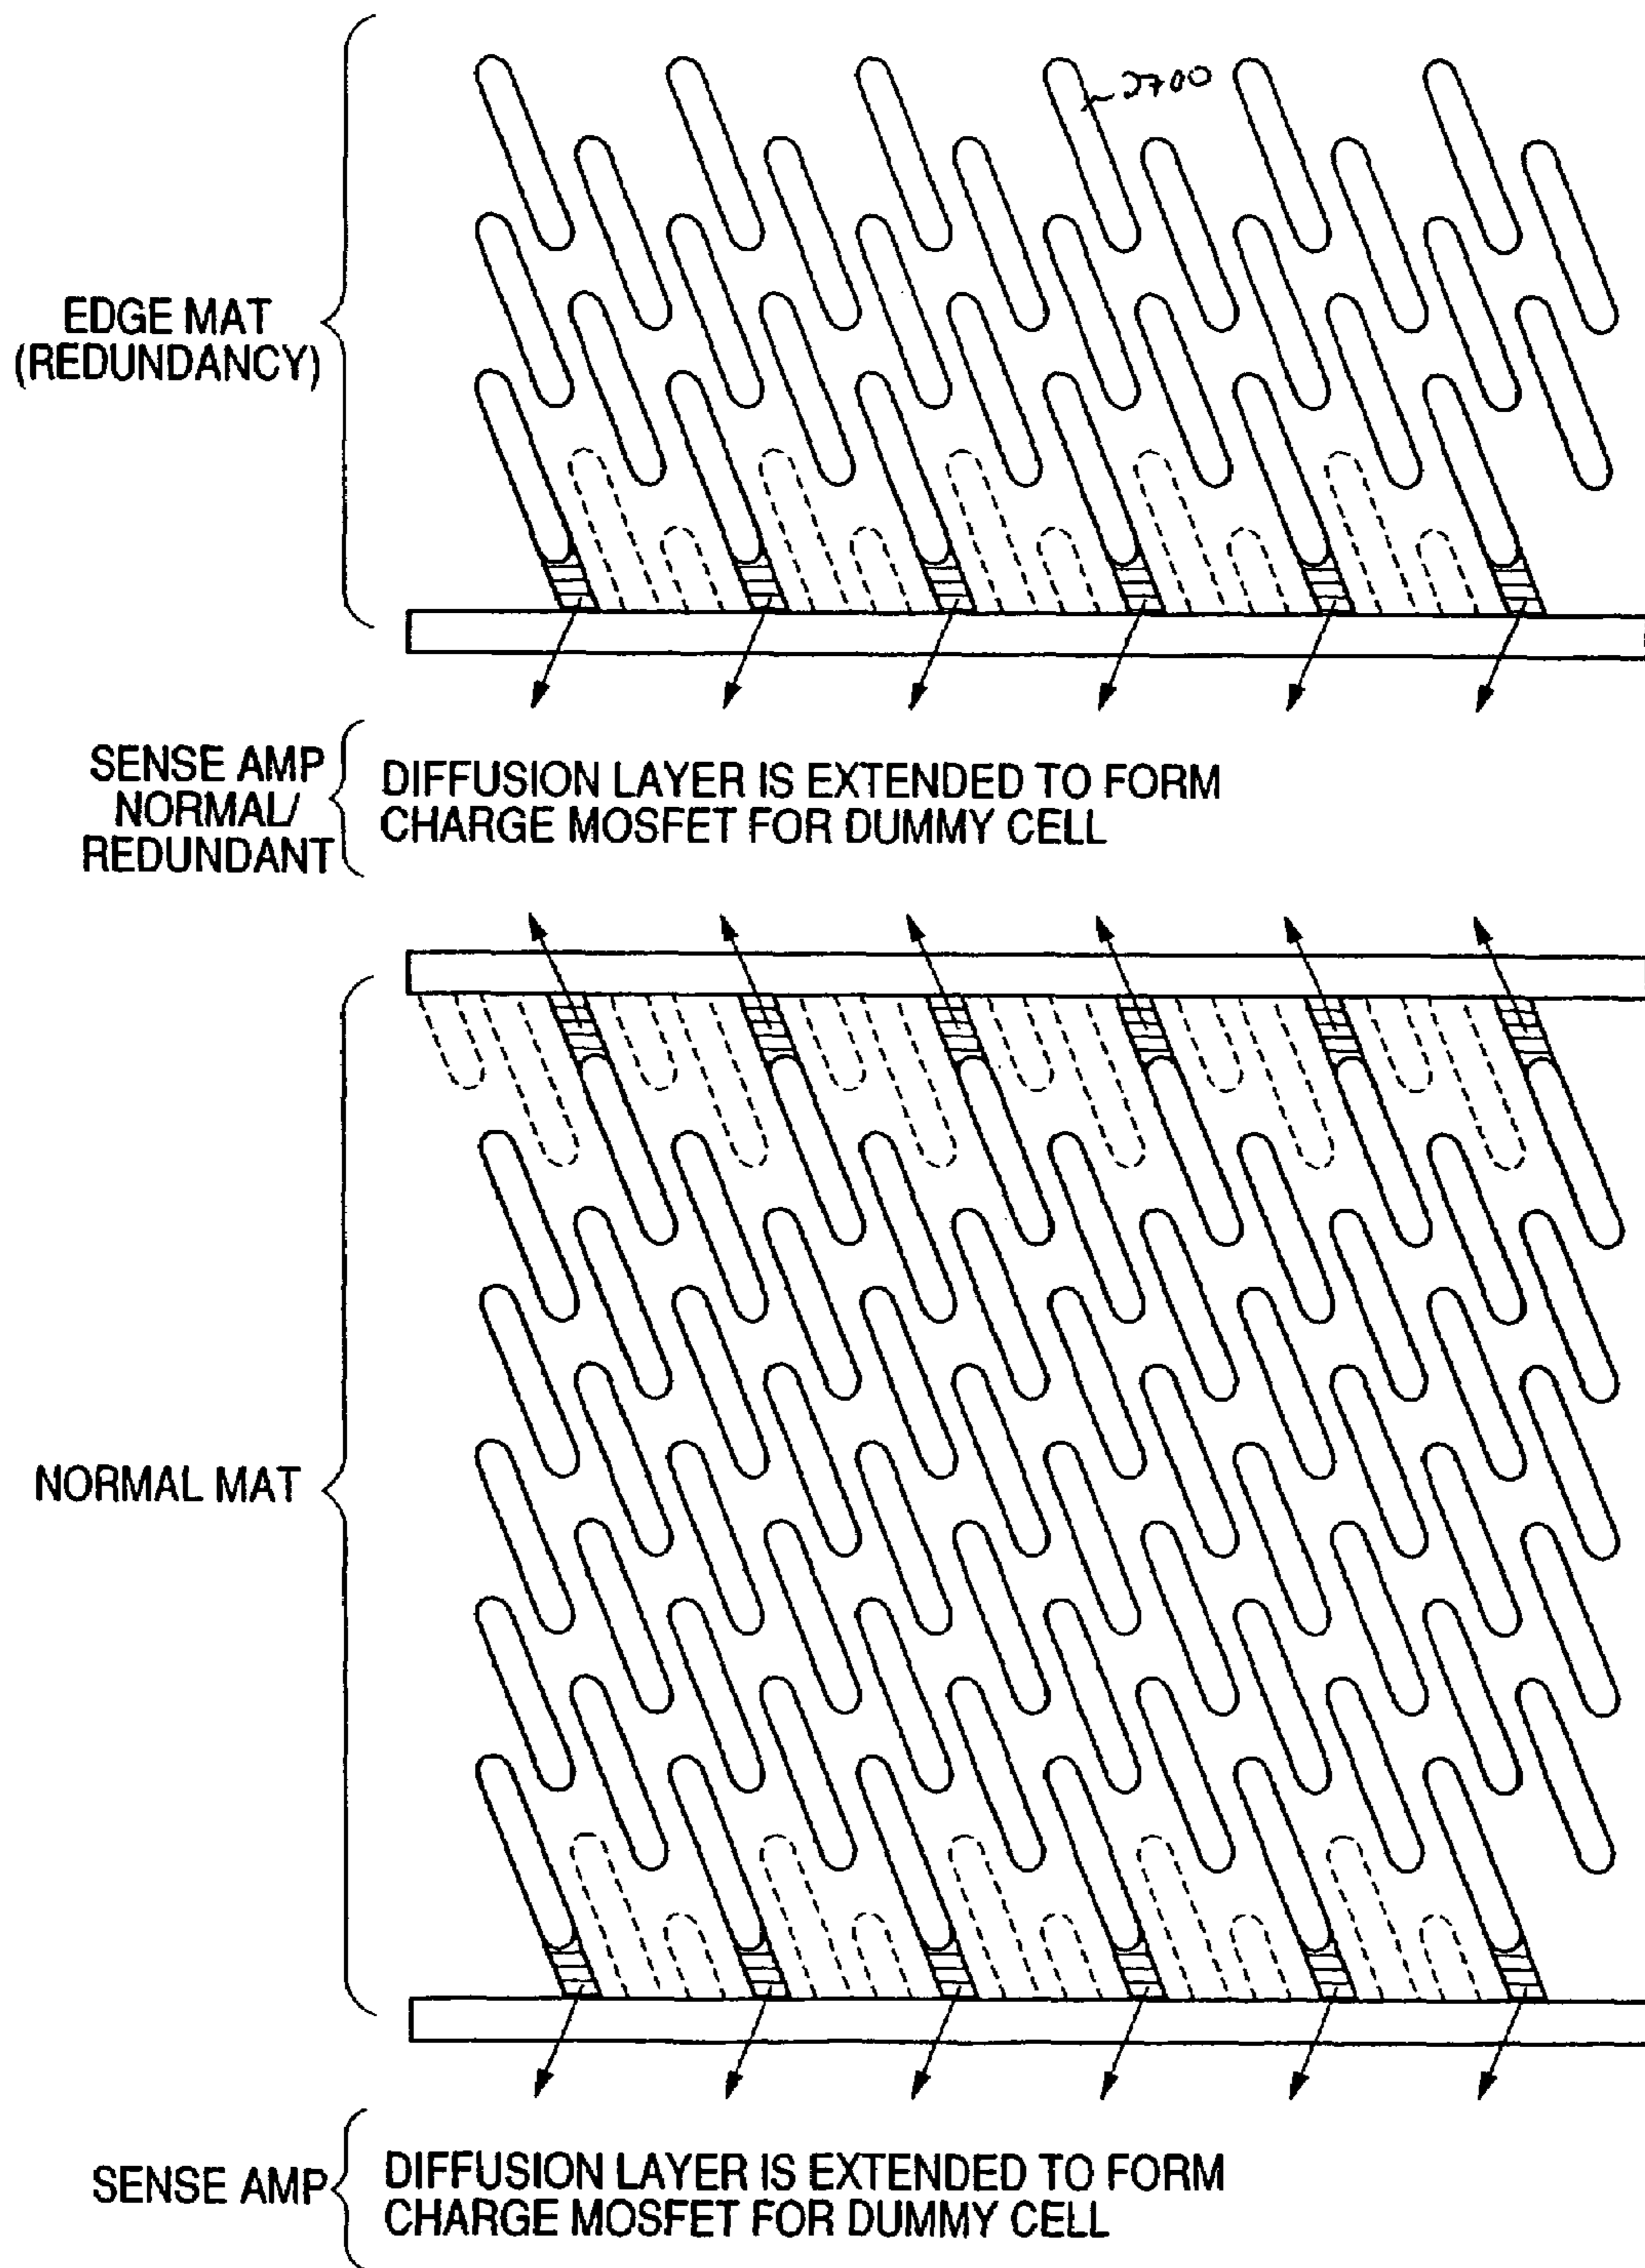 2700
EDGE MAT
(REDUNDANCY)
SENSE AMP
NORMAL/
REDUNDANT
DIFFUSION LAYER IS EXTENDED TO FORM
CHARGE MOSFET FOR DUMMY CELL
NORMAL MAT
SENSE AMP
DIFFUSION LAYER IS EXTENDED TO FORM
CHARGE MOSFET FOR DUMMY CELL